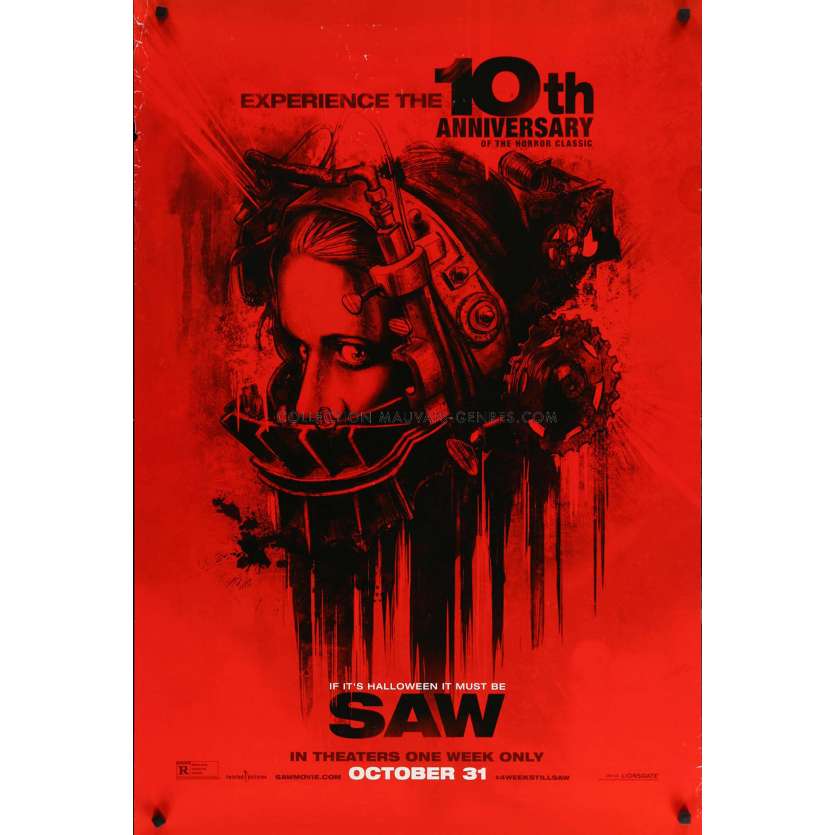 EXPERIENCE THE 10th
ANNIVERSARY
OF THE HORROR CLASSIC
COLLECTION MAUVAIS-GENRES.COM
IF IT'S HALLOWEEN IT MUST BE
SAW
IN THEATERS ONE WEEK ONLY
R
SAWMOVIE.COM OCTOBER 31 #1WEEKSTILLSAW
LIONSGATE